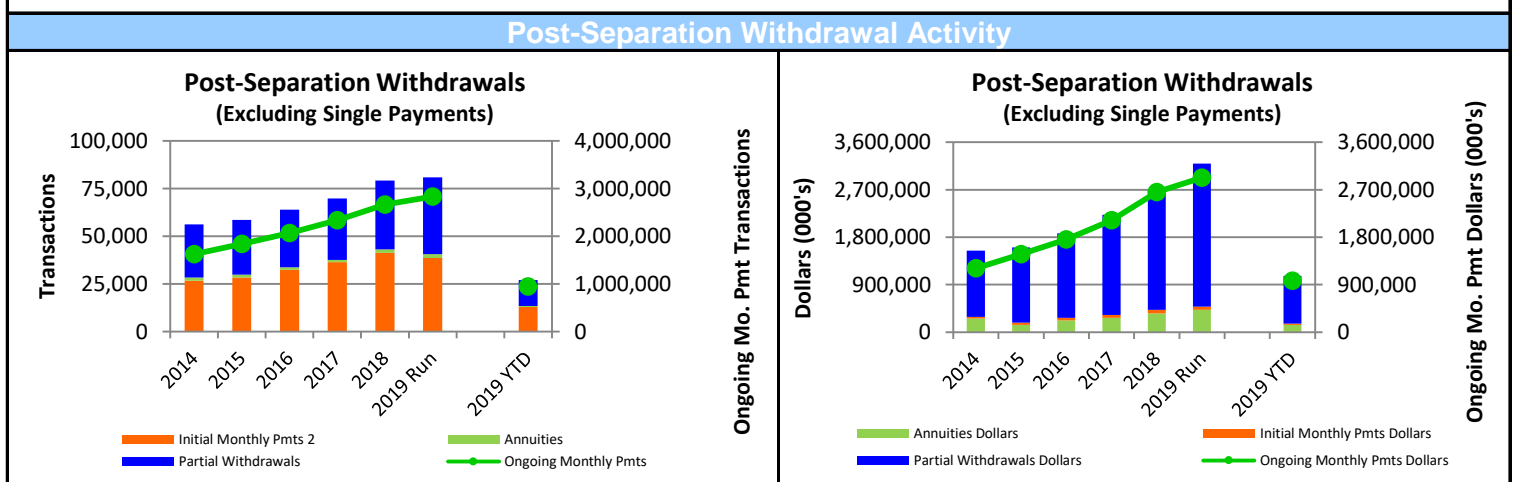 Post-Separation Withdrawal Activity
Post-Separation Withdrawals
(Excluding Single Payments)
Transactions
100,000
75,000
50,000
25,000
0
4,000,000
3,000,000
2,000,000
1,000,000
0
Ongoing Mo. Pmt Transactions
2014
2015
2016
2017
2018
2019 Run
2019 YTD
Initial Monthly Pmts 2
Annuities
Partial Withdrawals
Ongoing Monthly Pmts
Post-Separation Withdrawals
(Excluding Single Payments)
Dollars (000's)
3,600,000
2,700,000
1,800,000
900,000
0
3,600,000
2,700,000
1,800,000
900,000
0
Ongoing Mo. Pmt Dollars (000's)
2014
2015
2016
2017
2018
2019 Run
2019 YTD
Annuities Dollars
Initial Monthly Pmts Dollars
Partial Withdrawals Dollars
Ongoing Monthly Pmts Dollars